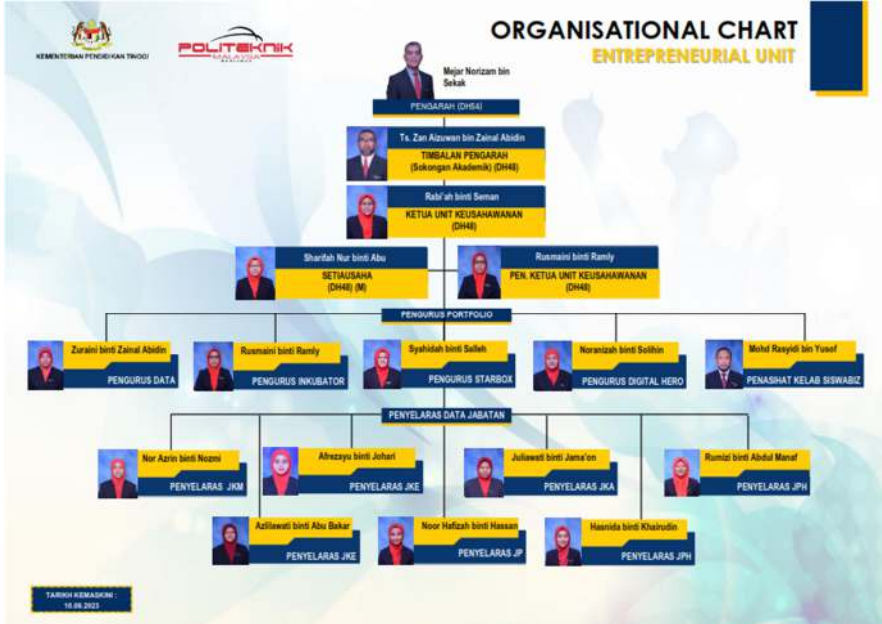 KEMENTERIAN PENDIDIKAN TINGGI
POLITEKNIK
MALAYSIA
ORGANISATIONAL CHART
ENTREPRENEURIAL UNIT
Mejar Norizam bin
Sekak
PENGARAH (DH54)
Ts. Zan Aizuwan bin Zainal Abidin
TIMBALAN PENGARAH
(Sokongan Akademik) (DH48)
Rabi'ah binti Seman
KETUA UNIT KEUSAHAWANAN
(DH48)
Sharifah Nur binti Abu
SETIAUSAHA
(DH48) (M)
Rusmaini binti Ramly
PEN. KETUA UNIT KEUSAHAWANAN
(DH48)
PENGURUS PORTFOLIO
Zuraini binti Zainal Abidin
PENGURUS DATA
Rusmaini binti Ramly
PENGURUS INKUBATOR
Syahidah binti Salleh
PENGURUS STARBOX
Noranizah binti Solihin
PENGURUS DIGITAL HERO
Mohd Rasyidi bin Yusof
PENASIHAT KELAB SISWABIZ
PENYELARAS DATA JABATAN
Nor Azrin binti Nozmi
PENYELARAS JKM
Afrezayu binti Johari
PENYELARAS JKE
Juliawati binti Jama'on
PENYELARAS JKA
Rumizi binti Abdul Manaf
PENYELARAS JPH
Azlilawati binti Abu Bakar
PENYELARAS JKE
Noor Hafizah binti Hassan
PENYELARAS JP
Hasnida binti Khairudin
PENYELARAS JPH
TARIKH KEMASKINI :